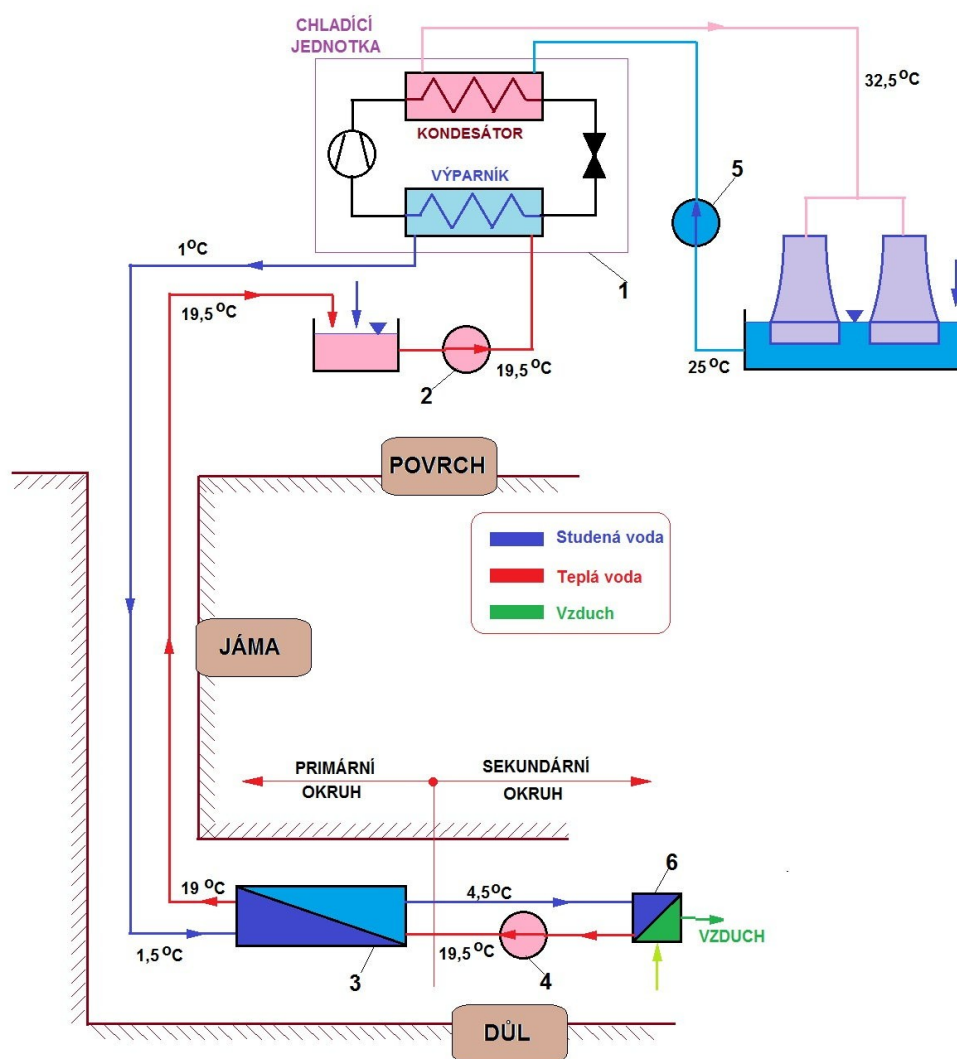 CHLADÍCÍ
JEDNOTKA
32,5 °C
KONDESÁTOR
VÝPARNÍK
5
1°C
1
19,5 °C
2
19,5 °C
25 °C
POVRCH
Studená voda
Teplá voda
Vzduch
JÁMA
PRIMÁRNÍ
OKRUH
SEKUNDÁRNÍ
OKRUH
6
19 °C
4,5°C
VZDUCH
1,5 °C
3
19,5 °C
4
DŮL